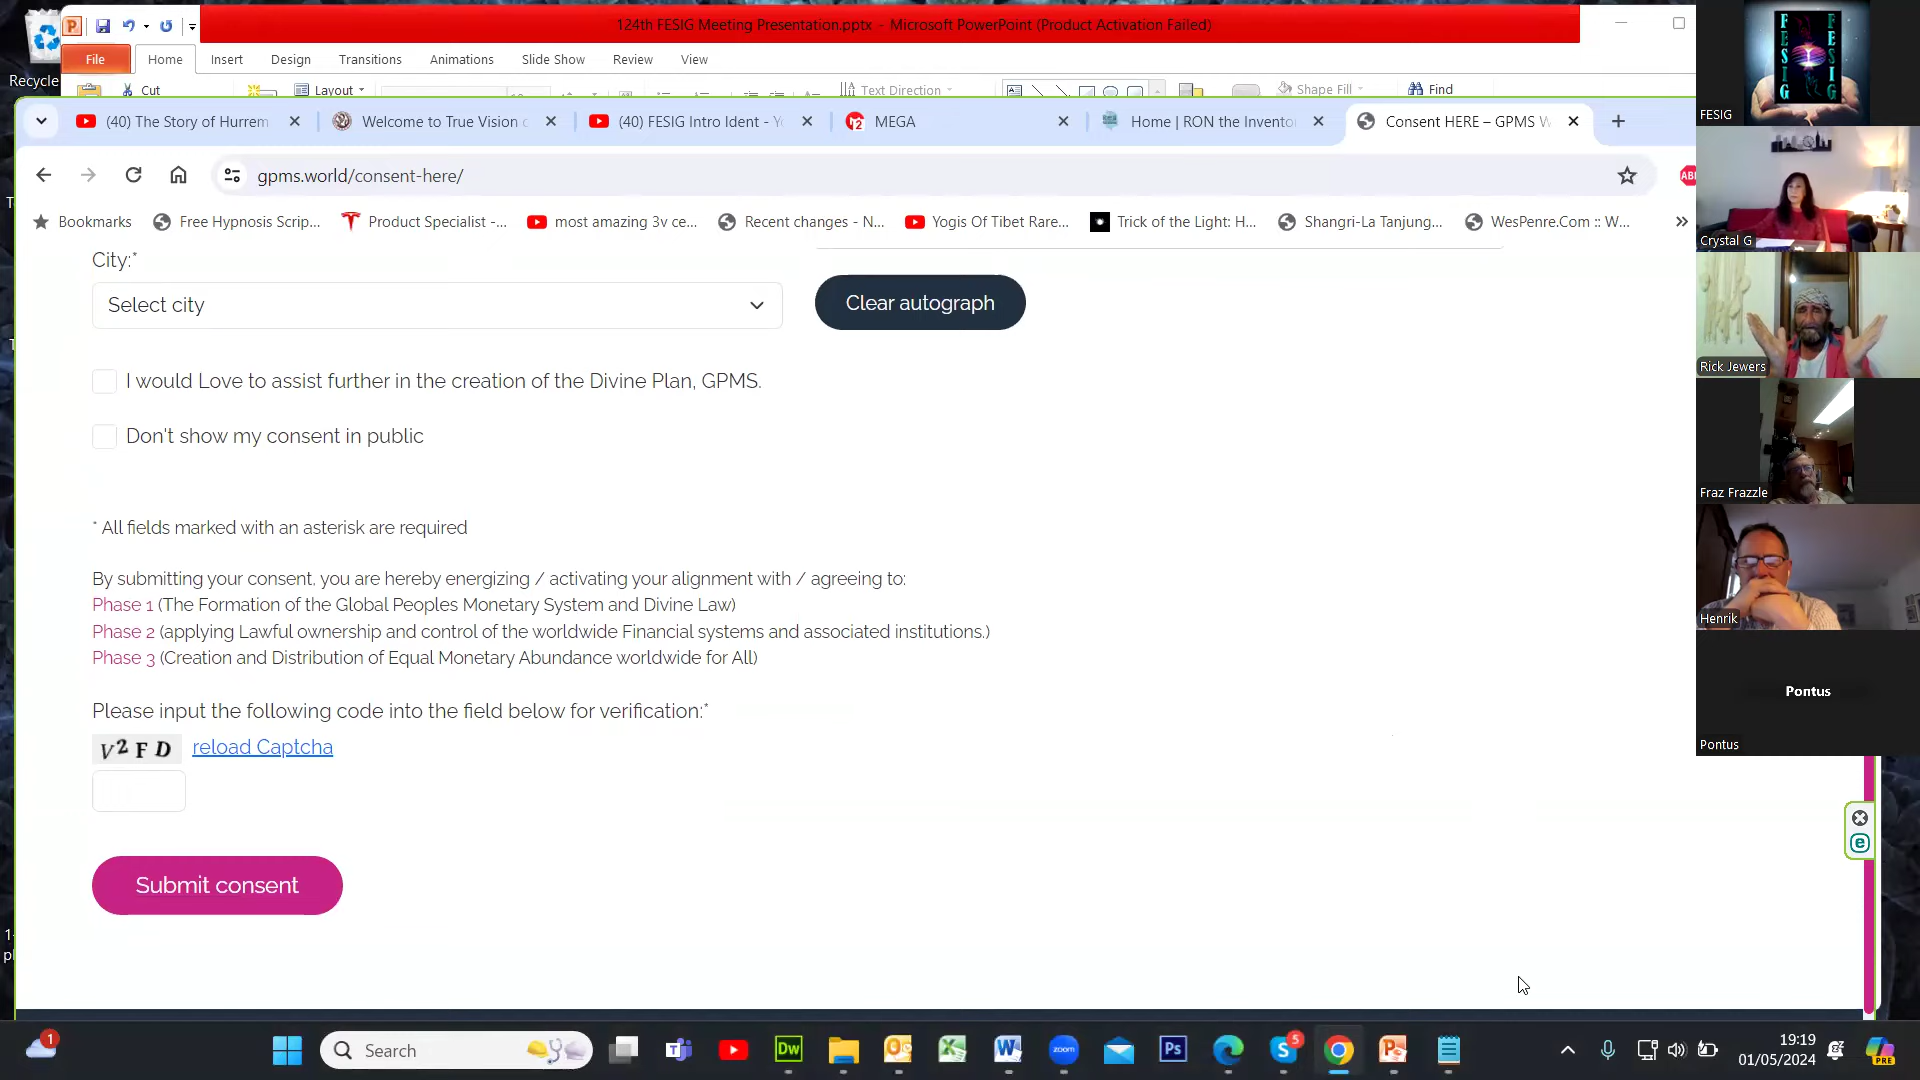 124th FESIG Meeting Presentation.pptx – Microsoft PowerPoint (Product Activation Failed)
File Home Insert Design Transitions Animations Slide Show Review View
Cut Layout Text Direction Shape Fill Find
Recycle
(40) The Story of Hurrem
Welcome to True Vision
(40) FESIG Intro Ident -
MEGA
Home | RON the Invento
Consent HERE – GPMS W
gpms.world/consent-here/
Bookmarks
Free Hypnosis Scrip...
Product Specialist -...
most amazing 3v ce...
Recent changes - N...
Yogis Of Tibet Rare...
Trick of the Light: H...
Shangri-La Tanjung...
WesPenre.Com :: W...
City:*
Select city
Clear autograph
I would Love to assist further in the creation of the Divine Plan, GPMS.
Don't show my consent in public
* All fields marked with an asterisk are required
By submitting your consent, you are hereby energizing / activating your alignment with / agreeing to:
Phase 1 (The Formation of the Global Peoples Monetary System and Divine Law)
Phase 2 (applying Lawful ownership and control of the worldwide Financial systems and associated institutions.)
Phase 3 (Creation and Distribution of Equal Monetary Abundance worldwide for All)
Please input the following code into the field below for verification:*
V2FD reload Captcha
Submit consent
FESIG FESIG
FESIG
Crystal G
Rick Jewers
Fraz Frazzle
Henrik
Pontus
Pontus
1
Search
Dw
zoom
Ps
5
19:19
01/05/2024
PRE